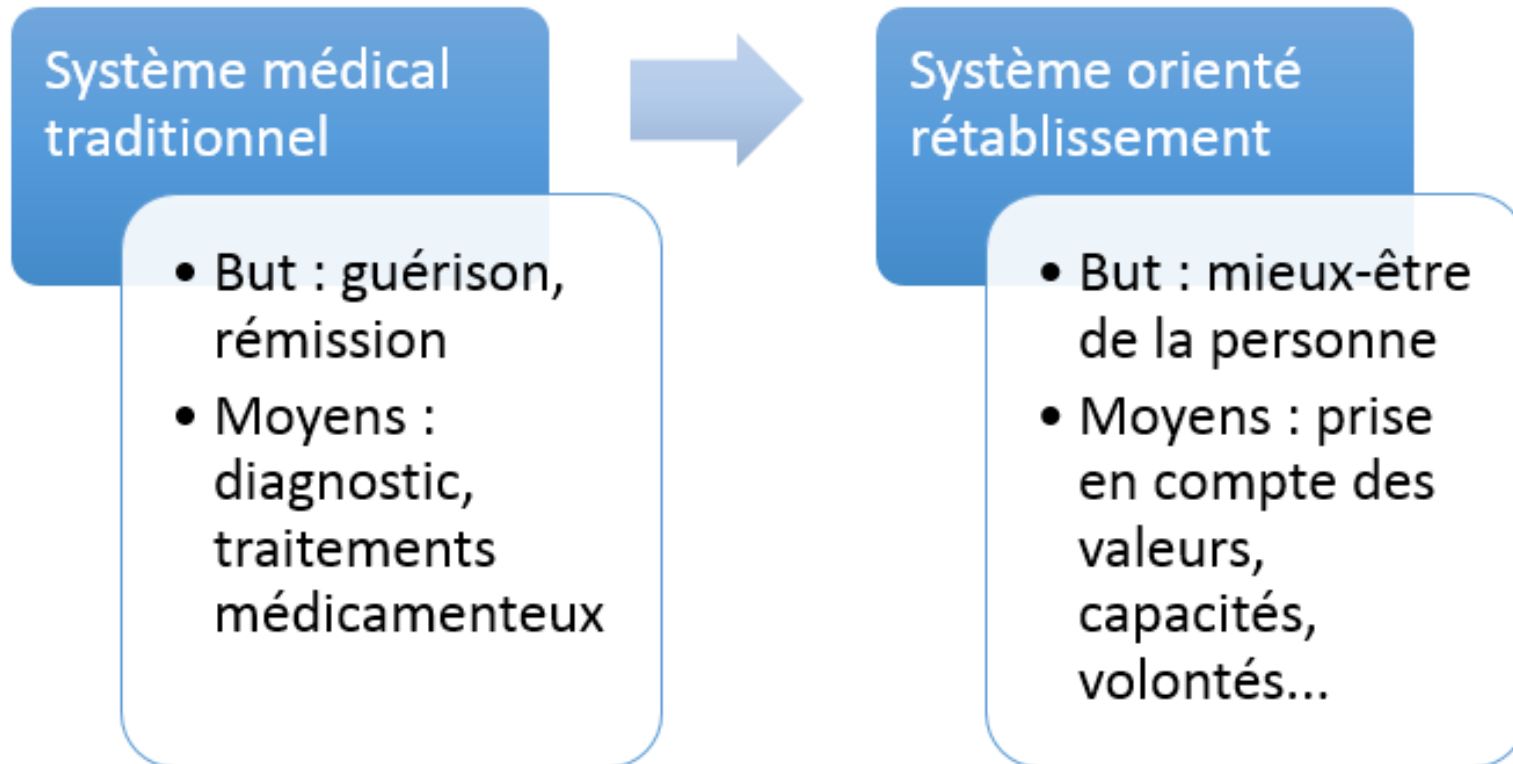 Système médical
traditionnel
• But : guérison,
rémission
• Moyens :
diagnostic,
traitements
médicamenteux
Système orienté
rétablissement
• But : mieux-être
de la personne
• Moyens : prise
en compte des
valeurs,
capacités,
volontés...